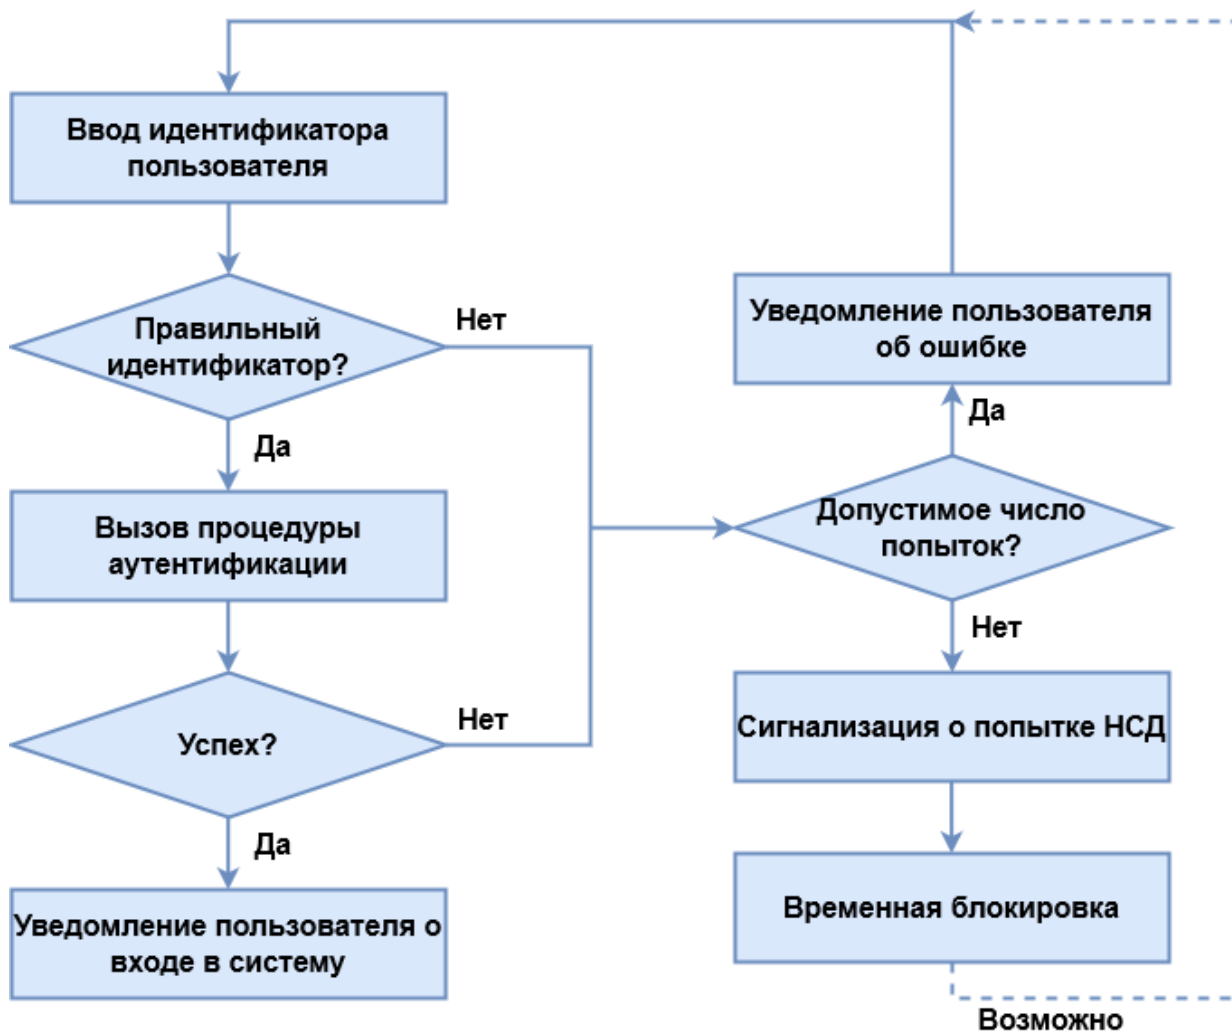 Ввод идентификатора
пользователя
Правильный
идентификатор?
Нет
Да
Вызов процедуры
аутентификации
Успех?
Нет
Да
Уведомление пользователя о
входе в систему
Уведомление пользователя
об ошибке
Да
Допустимое число
попыток?
Нет
Сигнализация о попытке НСД
Временная блокировка
Возможно